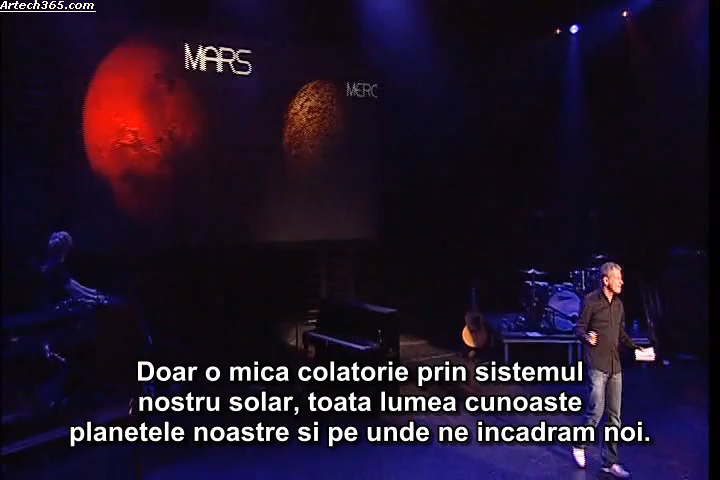 Artech365.com
MARS
MERC
Doar o mica colatorie prin sistemul
nostru solar, toata lumea cunoaste
planetele noastre si pe unde ne incadram noi.